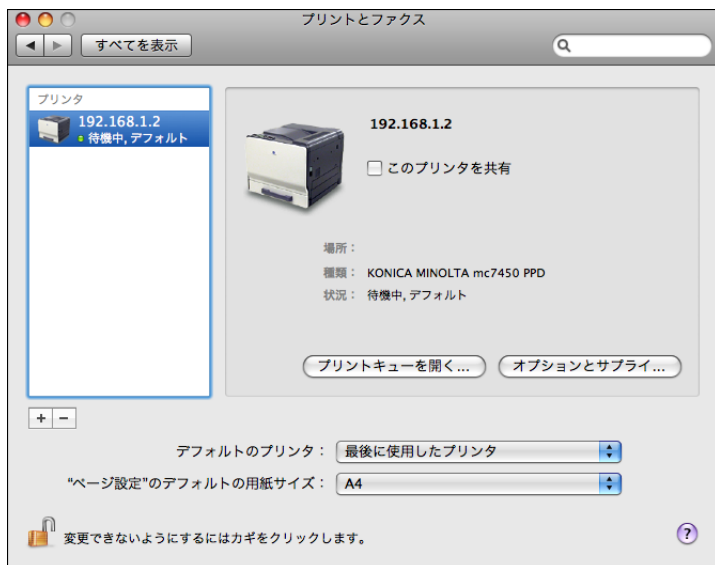 プリントとファクス
すべてを表示
プリンタ
192.168.1.2
待機中, デフォルト
192.168.1.2
このプリンタを共有
場所：
種類： KONICA MINOLTA mc7450 PPD
状況： 待機中, デフォルト
プリントキューを開く... オプションとサプライ...
+ −
デフォルトのプリンタ： 最後に使用したプリンタ
“ページ設定”のデフォルトの用紙サイズ： A4
変更できないようにするにはカギをクリックします。 ?